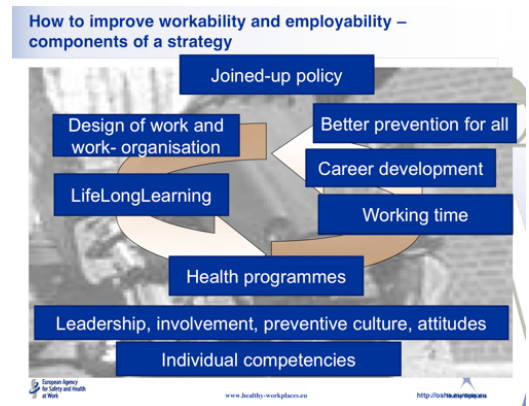 How to improve workability and employability –
components of a strategy
Joined-up policy
Design of work and
work- organisation
Better prevention for all
Career development
LifeLongLearning
Working time
Health programmes
Leadership, involvement, preventive culture, attitudes
Individual competencies
European Agency
for Safety and Health
at Work
www.healthy-workplaces.eu